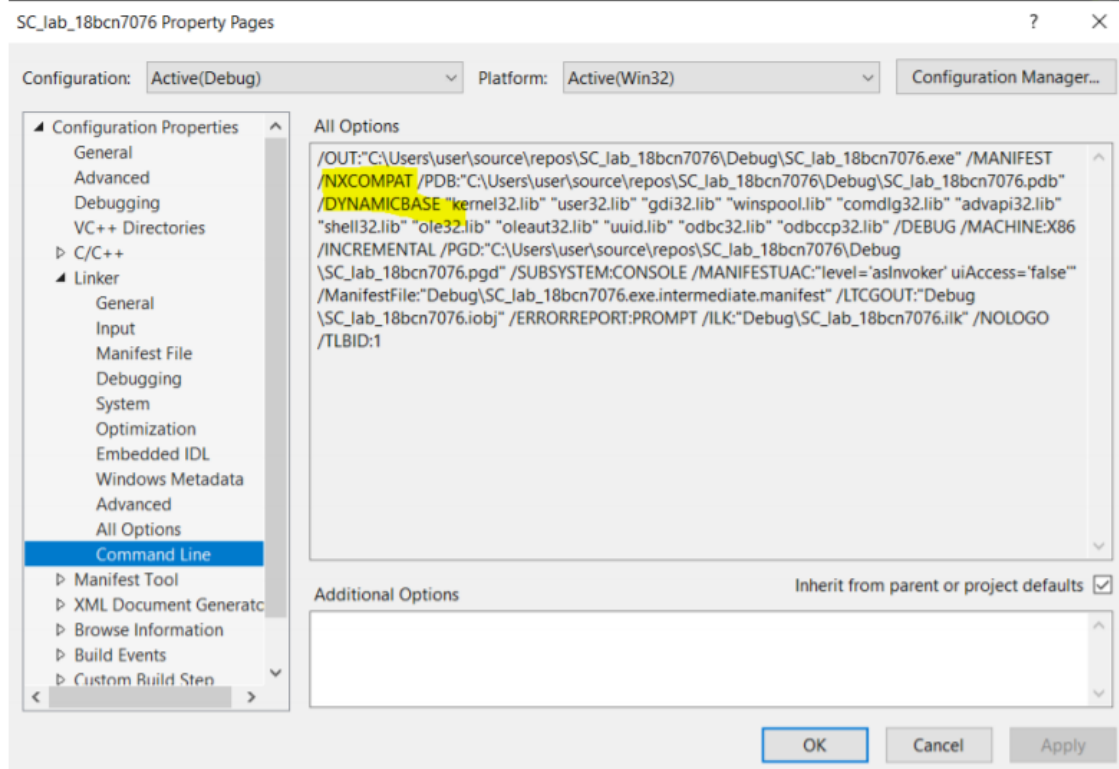 SC_lab_18bcn7076 Property Pages
? ×
Configuration: Active(Debug) Platform: Active(Win32) Configuration Manager...
Configuration Properties
General
Advanced
Debugging
VC++ Directories
C/C++
Linker
General
Input
Manifest File
Debugging
System
Optimization
Embedded IDL
Windows Metadata
Advanced
All Options
Command Line
Manifest Tool
XML Document Generatc
Browse Information
Build Events
Custom Build Step
All Options
/OUT:"C:\Users\user\source\repos\SC_lab_18bcn7076\Debug\SC_lab_18bcn7076.exe" /MANIFEST
/NXCOMPAT /PDB:"C:\Users\user\source\repos\SC_lab_18bcn7076\Debug\SC_lab_18bcn7076.pdb"
/DYNAMICBASE "kernel32.lib" "user32.lib" "gdi32.lib" "winspool.lib" "comdlg32.lib" "advapi32.lib"
"shell32.lib" "ole32.lib" "oleaut32.lib" "uuid.lib" "odbc32.lib" "odbccp32.lib" /DEBUG /MACHINE:X86
/INCREMENTAL /PGD:"C:\Users\user\source\repos\SC_lab_18bcn7076\Debug
\SC_lab_18bcn7076.pgd" /SUBSYSTEM:CONSOLE /MANIFESTUAC:"level='asInvoker' uiAccess='false'"
/ManifestFile:"Debug\SC_lab_18bcn7076.exe.intermediate.manifest" /LTCGOUT:"Debug
\SC_lab_18bcn7076.iobj" /ERRORREPORT:PROMPT /ILK:"Debug\SC_lab_18bcn7076.ilk" /NOLOGO
/TLBID:1
Additional Options
Inherit from parent or project defaults
OK Cancel Apply